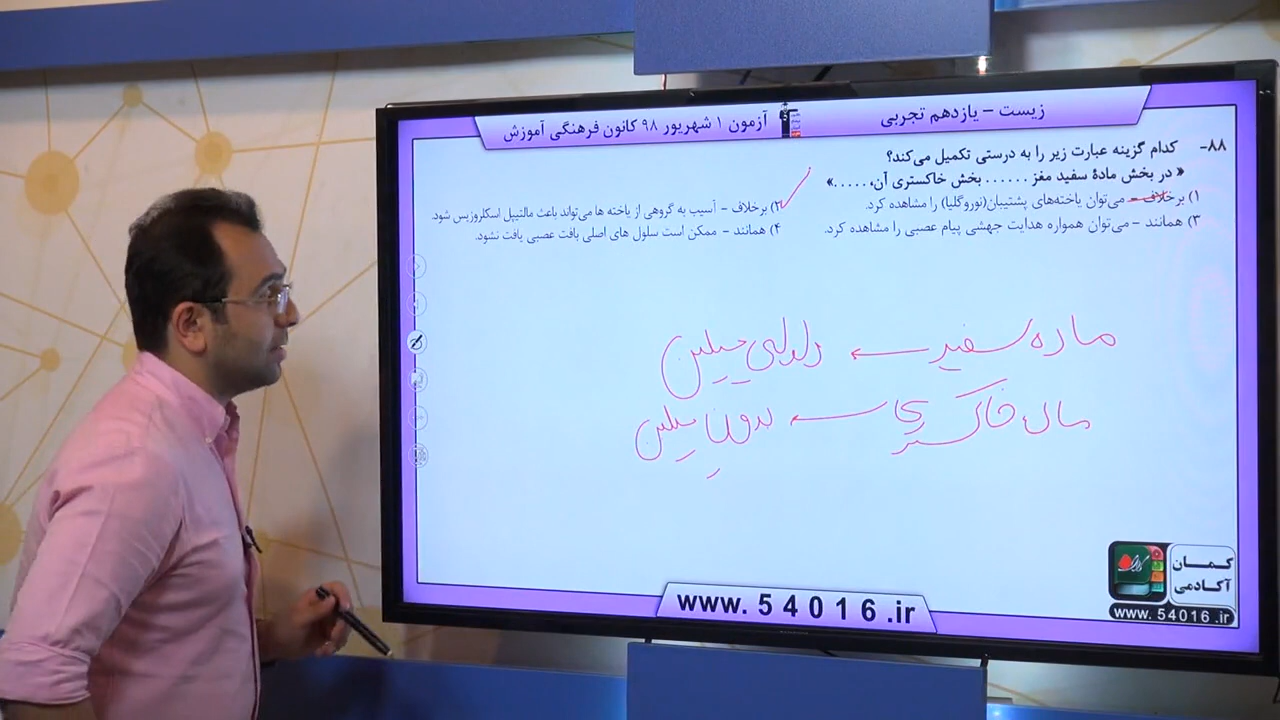 زیست - یازدهم تجربی
آزمون ۱ شهریور ۹۸ کانون فرهنگی آموزش
۸۸- کدام گزینه عبارت زیر را به درستی تکمیل می‌کند؟
« در بخش مادهٔ سفید مغز ...... بخش خاکستری آن، ..... »
۱) برخلاف - می‌توان یاخته‌های پشتیبان(نوروگلیا) را مشاهده کرد.
۲) برخلاف - آسیب به گروهی از یاخته ها می‌تواند باعث مالتیپل اسکلروزیس شود.
۳) همانند - می‌توان همواره هدایت جهشی پیام عصبی را مشاهده کرد.
۴) همانند - ممکن است سلول های اصلی بافت عصبی یافت نشود.
ماده سفید ← دارای میلین
ماده خاکستری ← بدون میلین
کمان
آکادمی
www. 54016 .ir
www. 54016 .ir